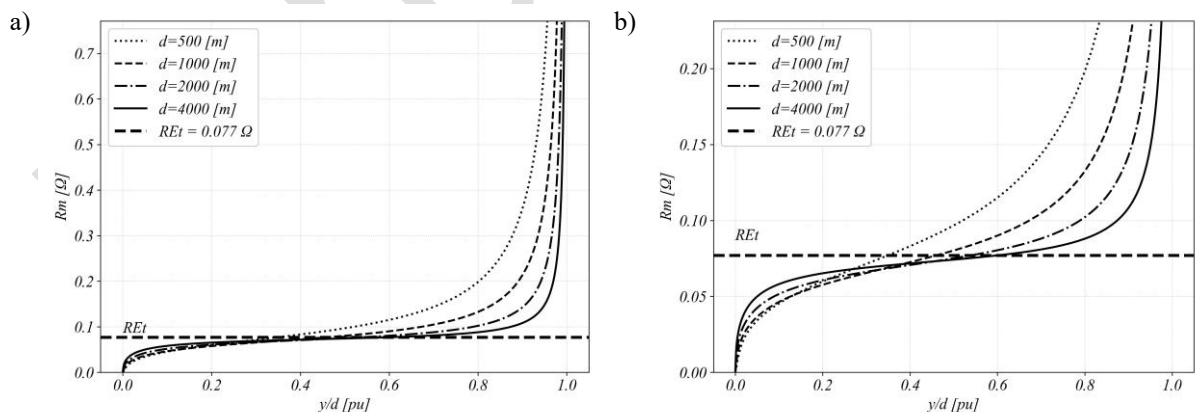 a)
Rm [Ω]
0.7
0.6
0.5
0.4
0.3
0.2
0.1
0
d=500 [m]
d=1000 [m]
d=2000 [m]
d=4000 [m]
REt = 0.077 Ω
REt
0.0 0.2 0.4 0.6 0.8 1.0
y/d [pu]
b)
Rm [Ω]
0.20
0.15
0.10
0.05
0.00
d=500 [m]
d=1000 [m]
d=2000 [m]
d=4000 [m]
REt = 0.077 Ω
REt
0.0 0.2 0.4 0.6 0.8 1.0
y/d [pu]